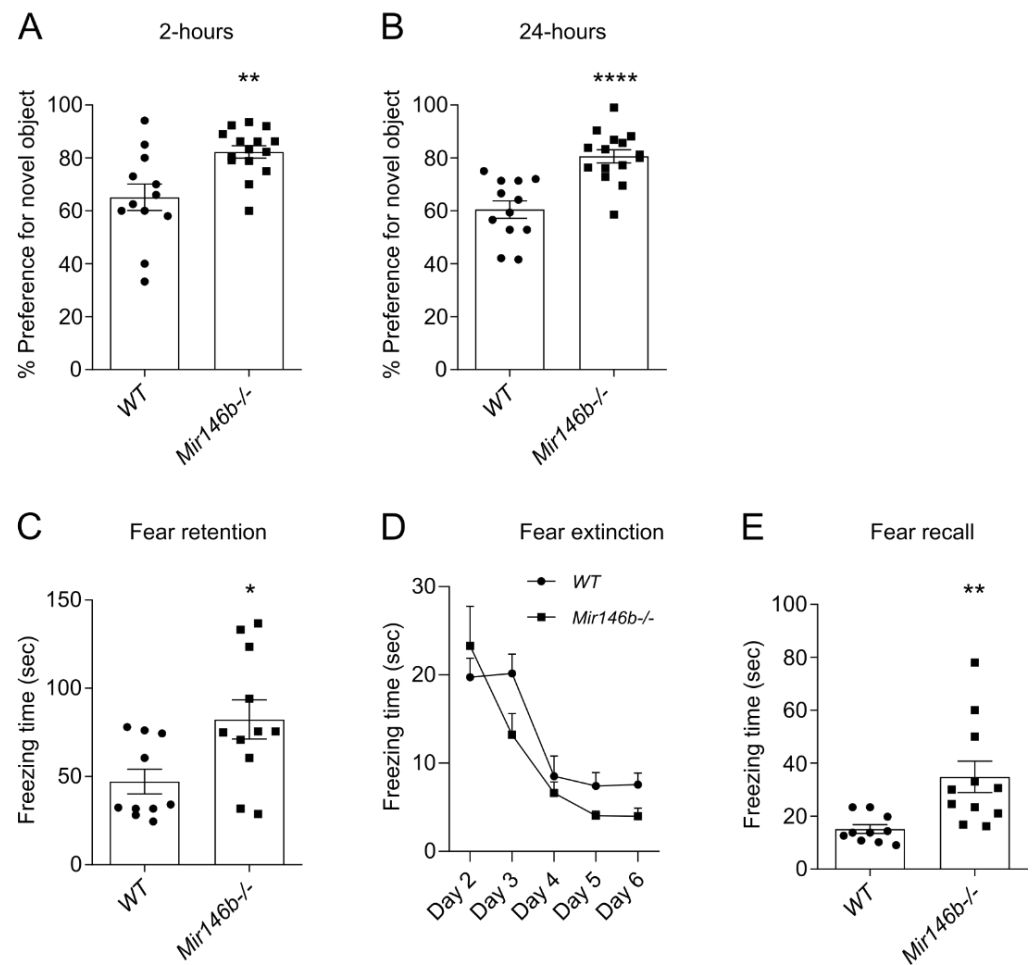 A
2-hours
% Preference for novel object
**
100
80
60
40
20
0
WT
Mir146b-/-
B
24-hours
% Preference for novel object
****
100
80
60
40
20
0
WT
Mir146b-/-
C
Fear retention
Freezing time (sec)
*
150
100
50
0
WT
Mir146b-/-
D
Fear extinction
Freezing time (sec)
WT
Mir146b-/-
30
20
10
0
Day 2
Day 3
Day 4
Day 5
Day 6
E
Fear recall
Freezing time (sec)
**
100
80
60
40
20
0
WT
Mir146b-/-